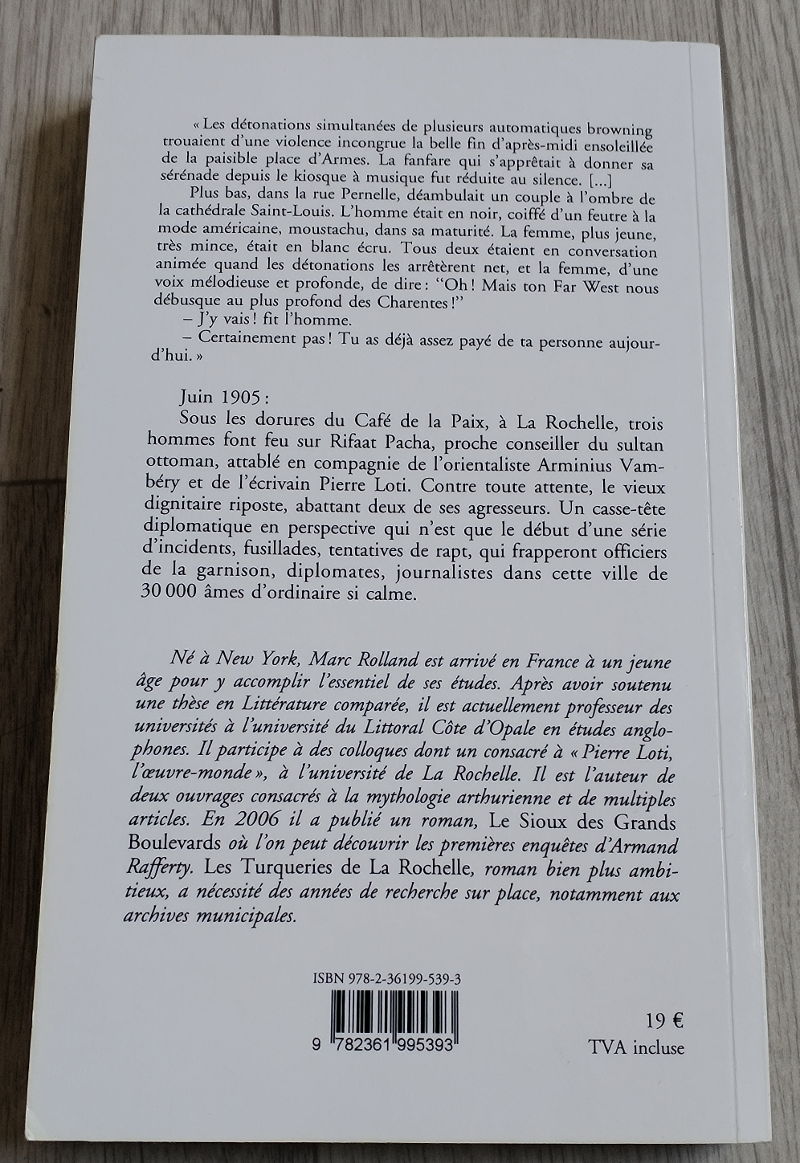 « Les détonations simultanées de plusieurs automatiques browning
trouaient d'une violence incongrue la belle fin d'après-midi ensoleillée
de la paisible place d'Armes. La fanfare qui s'apprêtait à donner sa
sérénade depuis le kiosque à musique fut réduite au silence. [...]
Plus bas, dans la rue Pernelle, déambulait un couple à l'ombre de
la cathédrale Saint-Louis. L'homme était en noir, coiffé d'un feutre à la
mode américaine, moustachu, dans sa maturité. La femme, plus jeune,
très mince, était en blanc écru. Tous deux étaient en conversation
animée quand les détonations les arrêtèrent net, et la femme, d'une
voix mélodieuse et profonde, de dire : “Oh ! Mais ton Far West nous
débusque au plus profond des Charentes !”
– J'y vais ! fit l'homme.
– Certainement pas ! Tu as déjà assez payé de ta personne aujour-
d'hui. »
Juin 1905 :
Sous les dorures du Café de la Paix, à La Rochelle, trois
hommes font feu sur Rifaat Pacha, proche conseiller du sultan
ottoman, attablé en compagnie de l'orientaliste Arminius Vam-
béry et de l'écrivain Pierre Loti. Contre toute attente, le vieux
dignitaire riposte, abattant deux de ses agresseurs. Un casse-tête
diplomatique en perspective qui n'est que le début d'une série
d'incidents, fusillades, tentatives de rapt, qui frapperont officiers
de la garnison, diplomates, journalistes dans cette ville de
30 000 âmes d'ordinaire si calme.
Né à New York, Marc Rolland est arrivé en France à un jeune
âge pour y accomplir l'essentiel de ses études. Après avoir soutenu
une thèse en Littérature comparée, il est actuellement professeur des
universités à l'université du Littoral Côte d'Opale en études anglo-
phones. Il participe à des colloques dont un consacré à « Pierre Loti,
l'œuvre-monde », à l'université de La Rochelle. Il est l'auteur de
deux ouvrages consacrés à la mythologie arthurienne et de multiples
articles. En 2006 il a publié un roman, Le Sioux des Grands
Boulevards où l'on peut découvrir les premières enquêtes d'Armand
Rafferty. Les Turqueries de La Rochelle, roman bien plus ambi-
tieux, a nécessité des années de recherche sur place, notamment aux
archives municipales.
ISBN 978-2-36199-539-3
9 782361 995393
19 €
TVA incluse